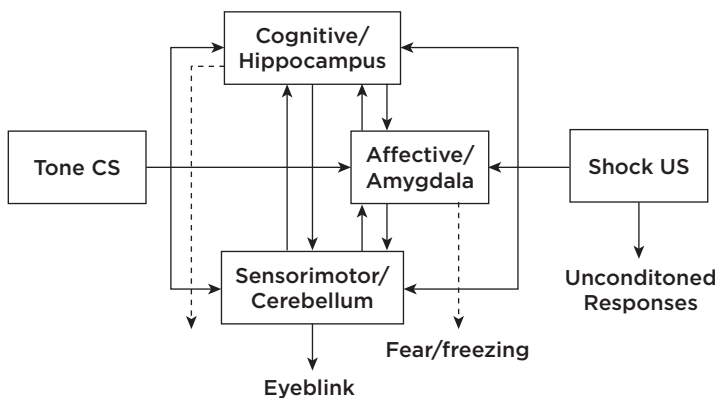 Cognitive/
Hippocampus
Tone CS
Affective/
Amygdala
Shock US
Sensorimotor/
Cerebellum
Unconditoned
Responses
Fear/freezing
Eyeblink